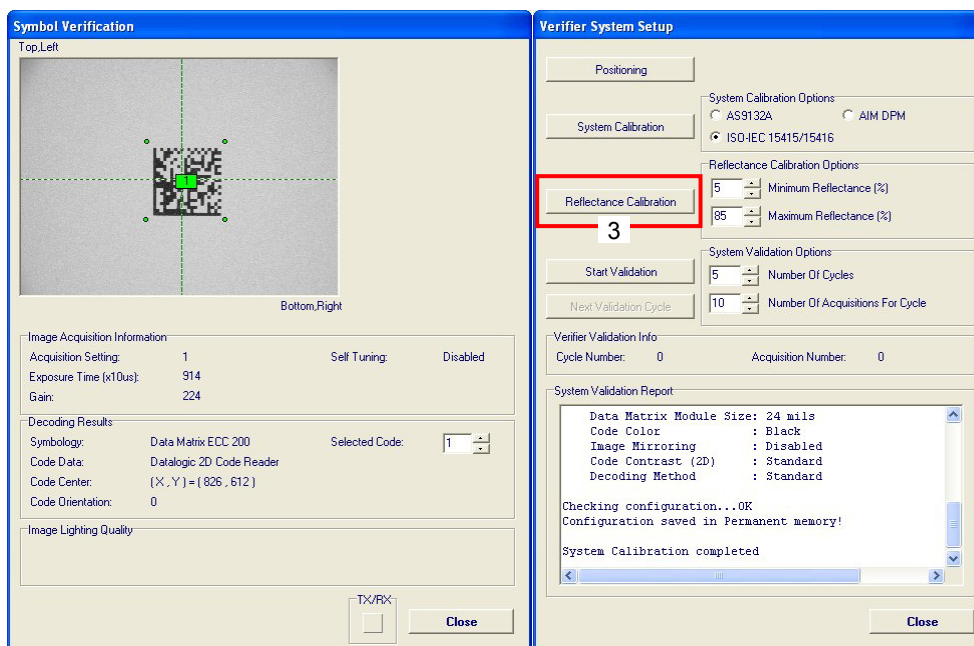 Symbol Verification
Top,Left
1
Bottom,Right
Image Acquisition Information
Acquisition Setting: 1 Self Tuning: Disabled
Exposure Time (x10us): 914
Gain: 224
Decoding Results
Symbology: Data Matrix ECC 200 Selected Code: 1
Code Data: Datalogic 2D Code Reader
Code Center: ( X , Y ) = ( 826 , 612 )
Code Orientation: 0
Image Lighting Quality
TX/RX
Close
Verifier System Setup
Positioning
System Calibration Options
AS9132A AIM DPM
System Calibration
ISO-IEC 15415/15416
Reflectance Calibration Options
5 Minimum Reflectance (%)
Reflectance Calibration
85 Maximum Reflectance (%)
3
System Validation Options
Start Validation
5 Number Of Cycles
Next Validation Cycle
10 Number Of Acquisitions For Cycle
Verifier Validation Info
Cycle Number: 0 Acquisition Number: 0
System Validation Report
Data Matrix Module Size: 24 mils
Code Color : Black
Image Mirroring : Disabled
Code Contrast (2D) : Standard
Decoding Method : Standard
Checking configuration...OK
Configuration saved in Permanent memory!
System Calibration completed
Close